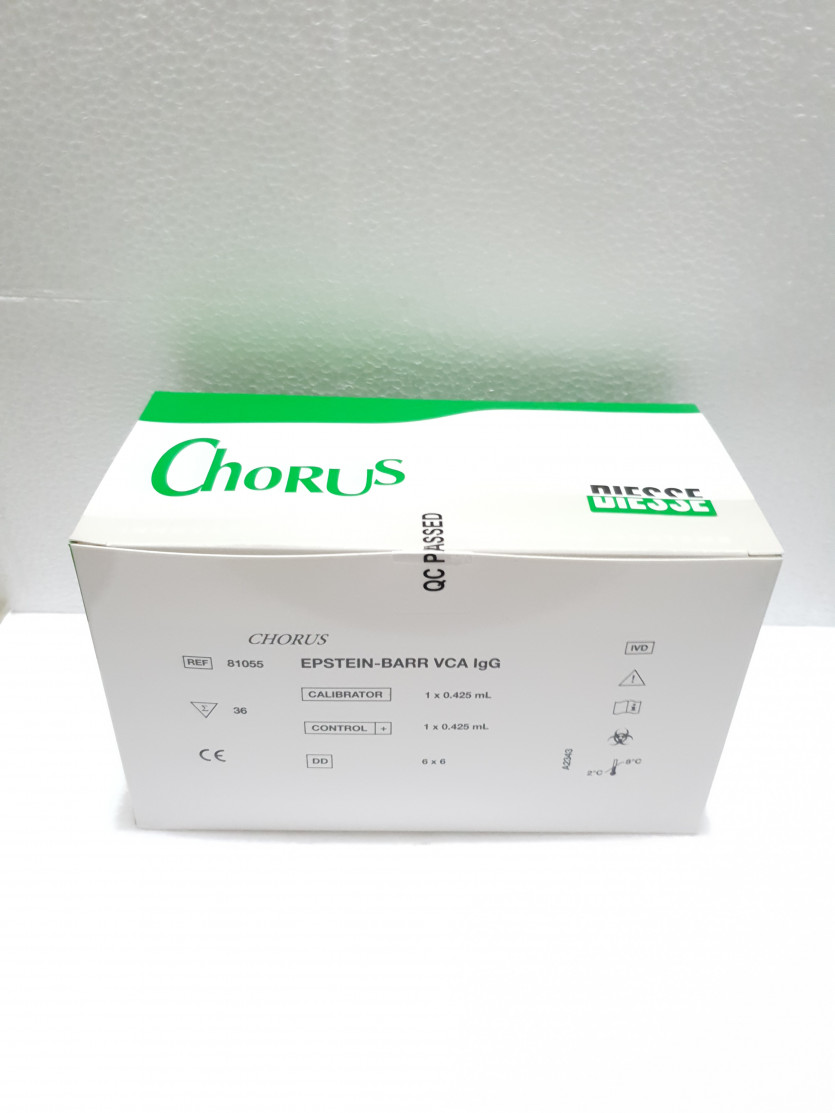 CHORUS
DIESSE
QC PASSED
CHORUS
REF 81055 EPSTEIN-BARR VCA IgG
IVD
CALIBRATOR 1 x 0.425 mL
Σ 36
CONTROL + 1 x 0.425 mL
CE
DD 6 x 6
A2343
2°C 8°C